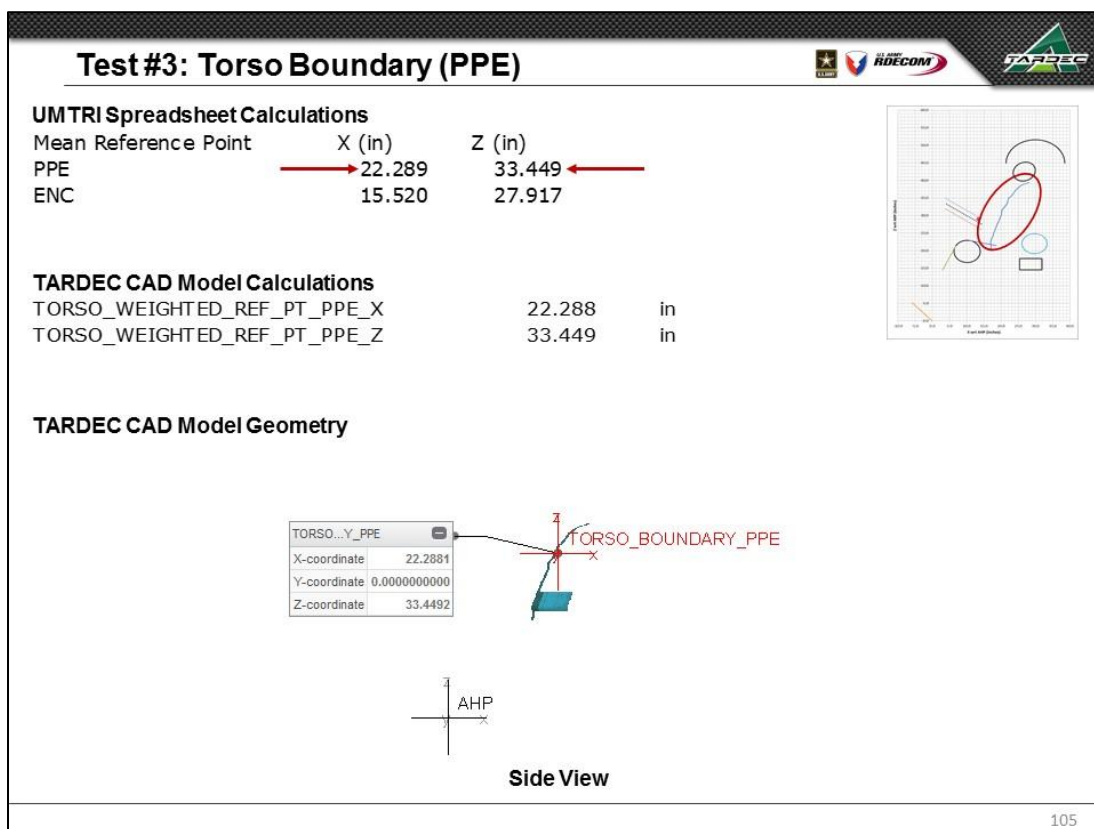 Test #3: Torso Boundary (PPE)
U.S. ARMY
U.S. ARMY
RDECOM
TARDEC
UMTRI Spreadsheet Calculations
Mean Reference Point X (in) Z (in)
PPE 22.289 33.449
ENC 15.520 27.917
TARDEC CAD Model Calculations
TORSO_WEIGHTED_REF_PT_PPE_X 22.288 in
TORSO_WEIGHTED_REF_PT_PPE_Z 33.449 in
TARDEC CAD Model Geometry
TORSO...Y_PPE
X-coordinate 22.2881
Y-coordinate 0.0000000000
Z-coordinate 33.4492
Z
TORSO_BOUNDARY_PPE
X
Z
AHP
y X
Side View
105